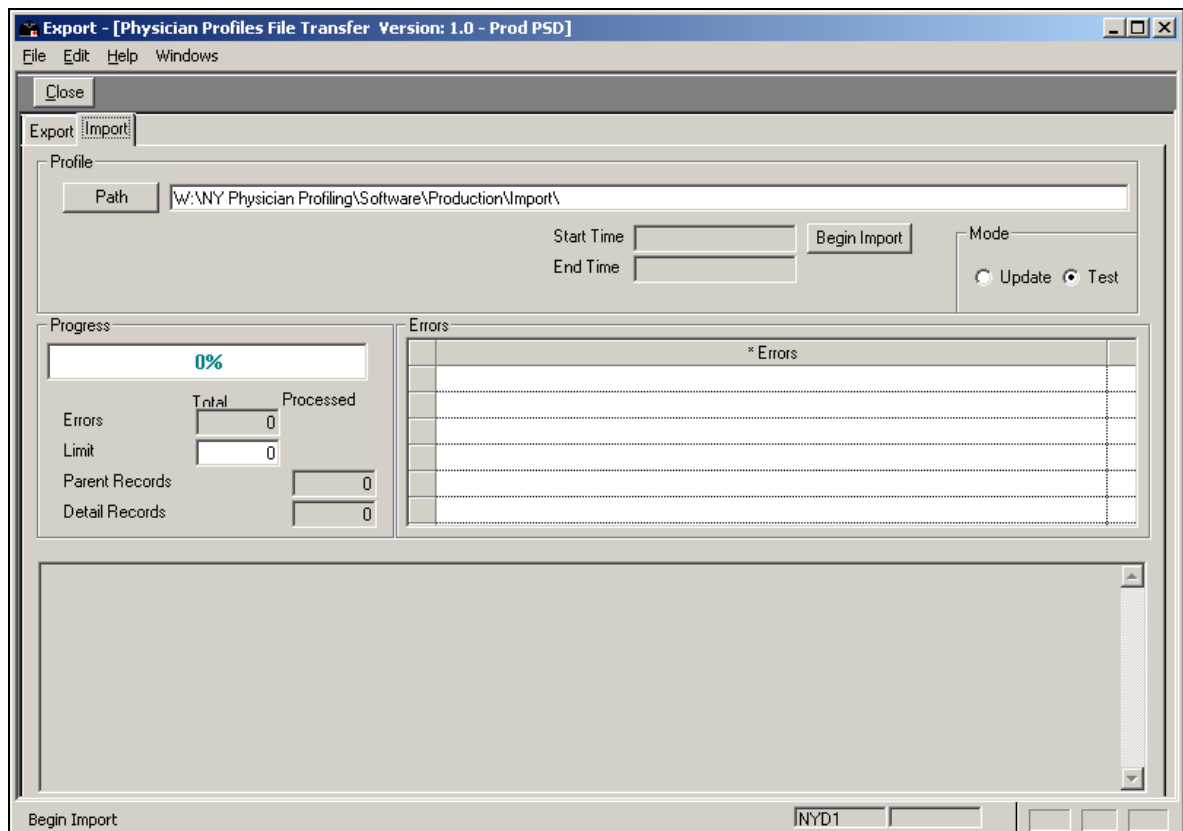 Export - [Physician Profiles File Transfer Version: 1.0 - Prod PSD]
File Edit Help Windows
Close
Export Import
Profile
Path W:\NY Physician Profiling\Software\Production\Import\
Start Time Begin Import Mode
End Time Update Test
Progress Errors
0% * Errors
Total Processed
Errors 0
Limit 0
Parent Records 0
Detail Records 0
Begin Import NYD1